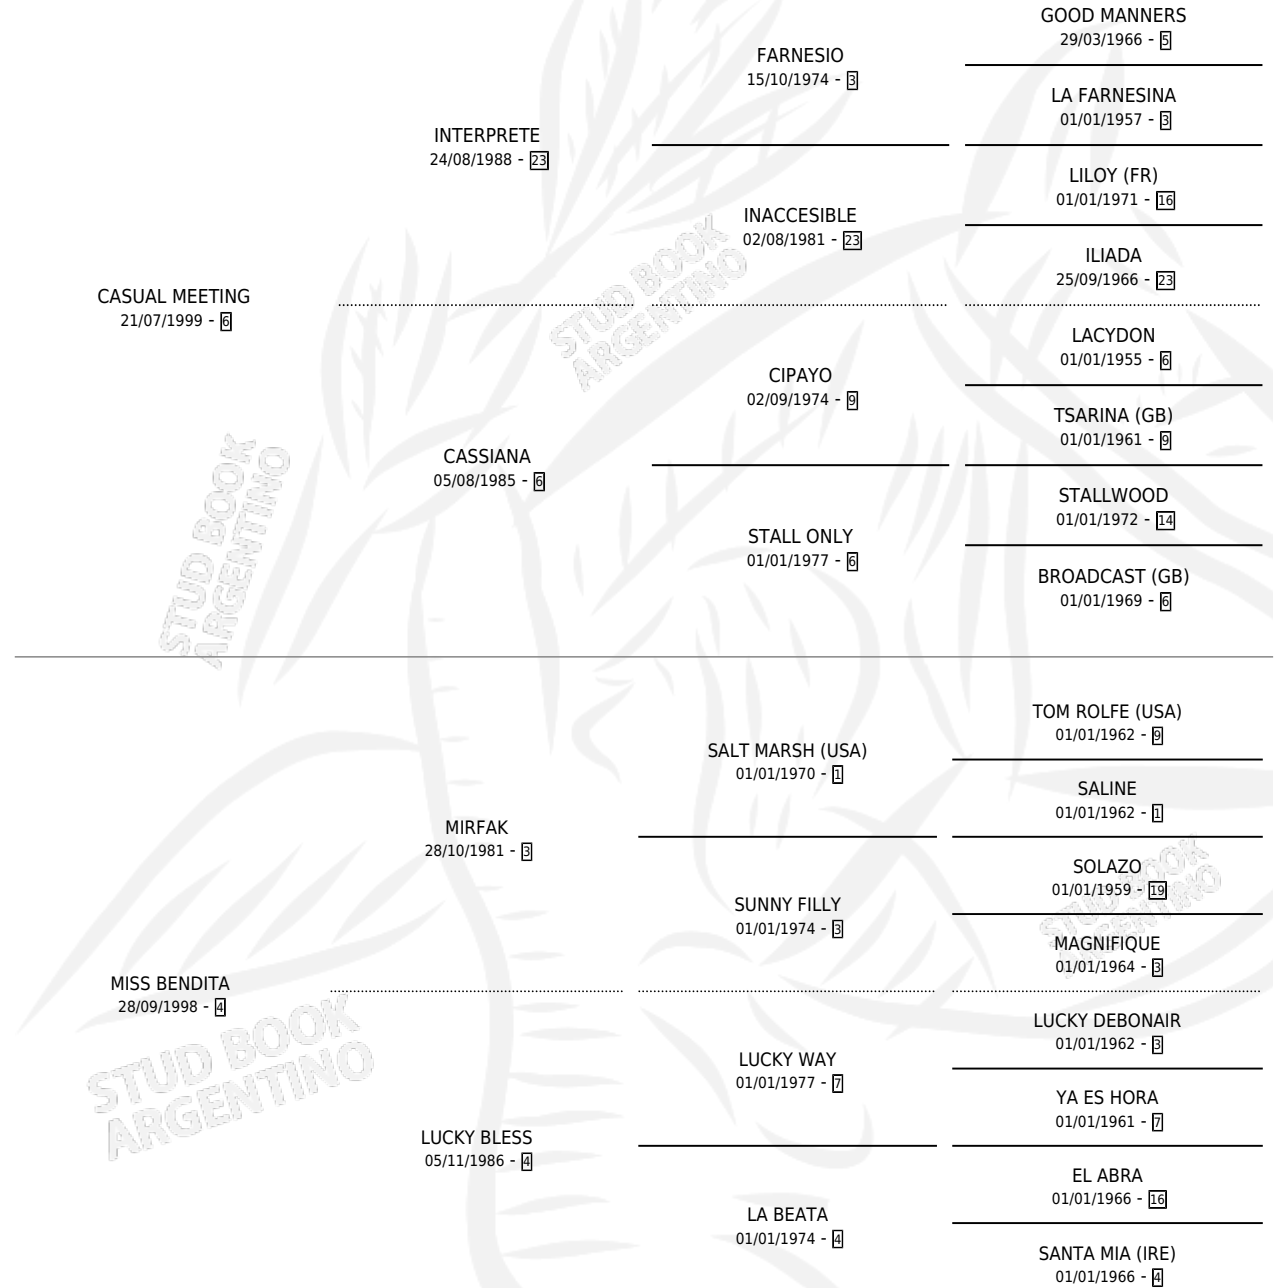 GOOD MANNERS
29/03/1966 - 5
FARNESIO
15/10/1974 - 3
LA FARNESINA
01/01/1957 - 3
INTERPRETE
24/08/1988 - 23
LILOY (FR)
01/01/1971 - 16
INACCESIBLE
02/08/1981 - 23
ILIADA
25/09/1966 - 23
CASUAL MEETING
21/07/1999 - 6
LACYDON
01/01/1955 - 6
CIPAYO
02/09/1974 - 9
TSARINA (GB)
01/01/1961 - 9
CASSIANA
05/08/1985 - 6
STALLWOOD
01/01/1972 - 14
STALL ONLY
01/01/1977 - 6
BROADCAST (GB)
01/01/1969 - 6
STUD BOOK
ARGENTINO
STUD BOOK
ARGENTINO
TOM ROLFE (USA)
01/01/1962 - 9
SALT MARSH (USA)
01/01/1970 - 1
SALINE
01/01/1962 - 1
MIRFAK
28/10/1981 - 3
SOLAZO
01/01/1959 - 19
SUNNY FILLY
01/01/1974 - 3
MAGNIFIQUE
01/01/1964 - 3
STUD BOOK
ARGENTINO
MISS BENDITA
28/09/1998 - 4
LUCKY DEBONAIR
01/01/1962 - 3
LUCKY WAY
01/01/1977 - 7
YA ES HORA
01/01/1961 - 7
STUD BOOK
ARGENTINO
LUCKY BLESS
05/11/1986 - 4
EL ABRA
01/01/1966 - 16
LA BEATA
01/01/1974 - 4
SANTA MIA (IRE)
01/01/1966 - 4